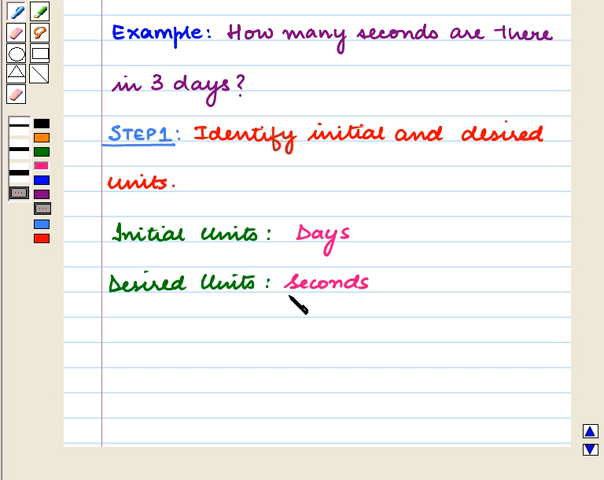 Example: How many seconds are there
in 3 days?
STEP1: Identify initial and desired
units.
Initial Units: Days
Desired Units: Seconds